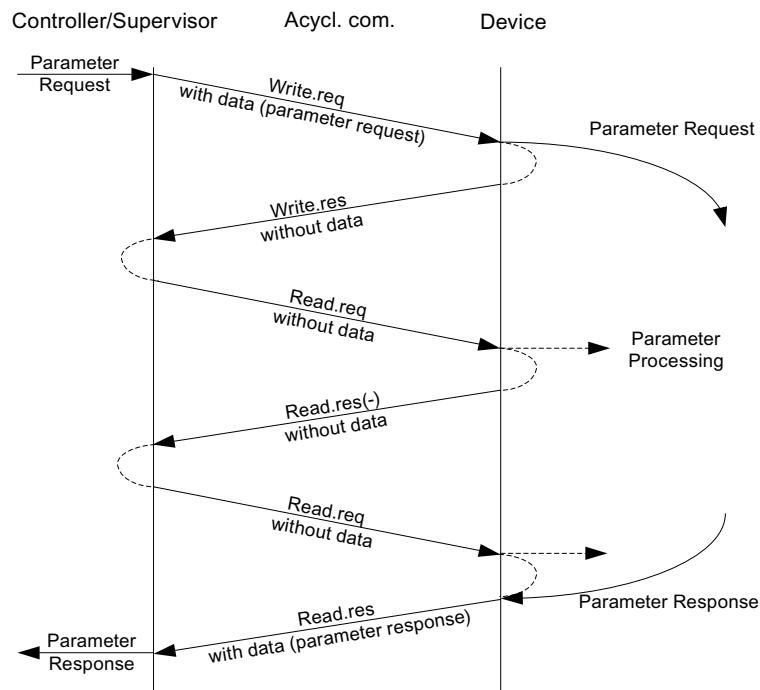 Controller/Supervisor
Acycl. com.
Device
Parameter
Request
Write.req
with data (parameter request)
Parameter Request
Write.res
without data
Read.req
without data
Parameter
Processing
Read.res(-)
without data
Read.req
without data
Parameter Response
Read.res
with data (parameter response)
Parameter
Response